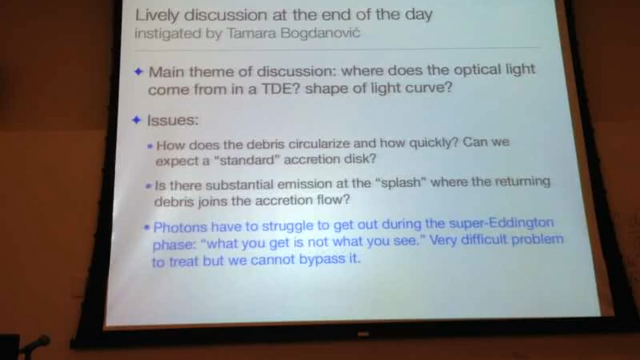 Lively discussion at the end of the day
instigated by Tamara Bogdanović
✦ Main theme of discussion: where does the optical light
come from in a TDE? shape of light curve?
✦ Issues:
• How does the debris circularize and how quickly? Can we
expect a “standard” accretion disk?
• Is there substantial emission at the “splash” where the returning
debris joins the accretion flow?
• Photons have to struggle to get out during the super-Eddington
phase: “what you get is not what you see.” Very difficult problem
to treat but we cannot bypass it.